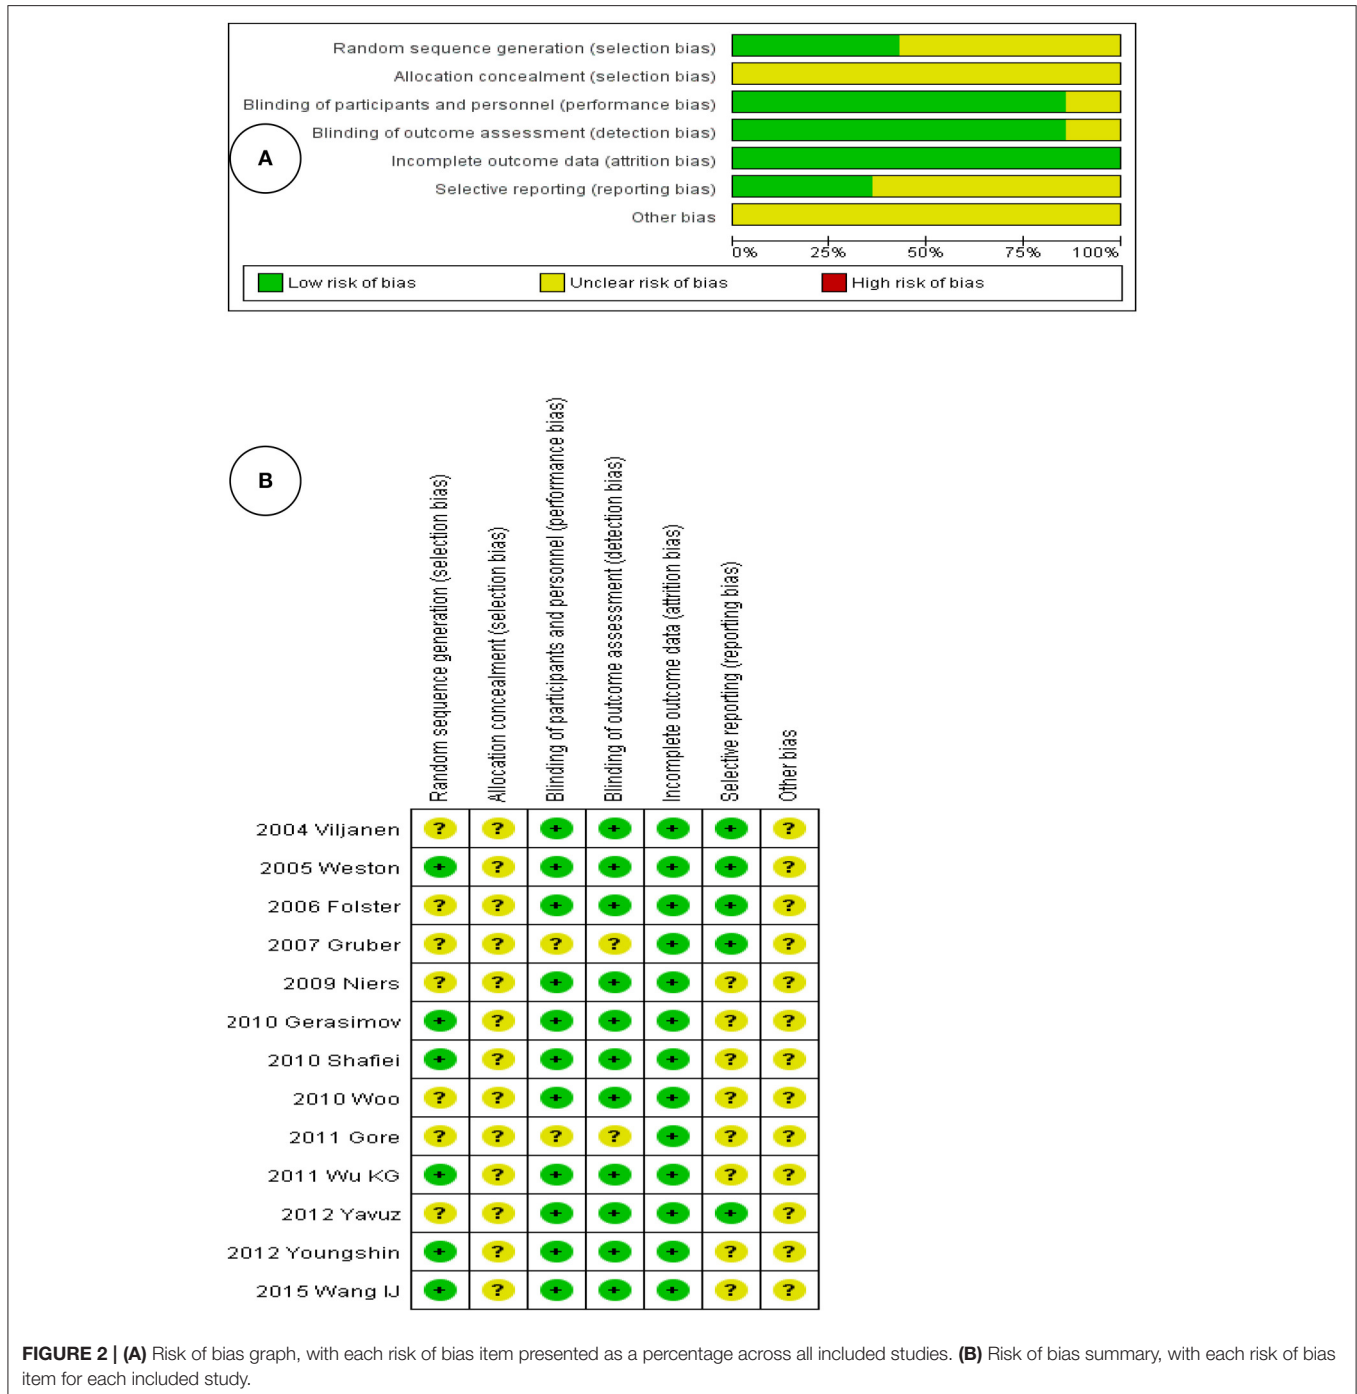 Random sequence generation (selection bias)
Allocation concealment (selection bias)
Blinding of participants and personnel (performance bias)
Blinding of outcome assessment (detection bias)
Incomplete outcome data (attrition bias)
Selective reporting (reporting bias)
Other bias
A
0% 25% 50% 75% 100%
Low risk of bias Unclear risk of bias High risk of bias
B
Random sequence generation (selection bias)
Allocation concealment (selection bias)
Blinding of participants and personnel (performance bias)
Blinding of outcome assessment (detection bias)
Incomplete outcome data (attrition bias)
Selective reporting (reporting bias)
Other bias
2004 Viljanen ? ? + + + + ?
2005 Weston + ? + + + + ?
2006 Folster ? ? + + + + ?
2007 Gruber ? ? ? ? + + ?
2009 Niers ? ? + + + ? ?
2010 Gerasimov + ? + + + ? ?
2010 Shafiei + ? + + + ? ?
2010 Woo ? ? + + + ? ?
2011 Gore ? ? ? ? + ? ?
2011 Wu KG + ? + + + ? ?
2012 Yavuz ? ? + + + + ?
2012 Youngshin + ? + + + ? ?
2015 Wang IJ + ? + + + ? ?
FIGURE 2 | (A) Risk of bias graph, with each risk of bias item presented as a percentage across all included studies. (B) Risk of bias summary, with each risk of bias
item for each included study.